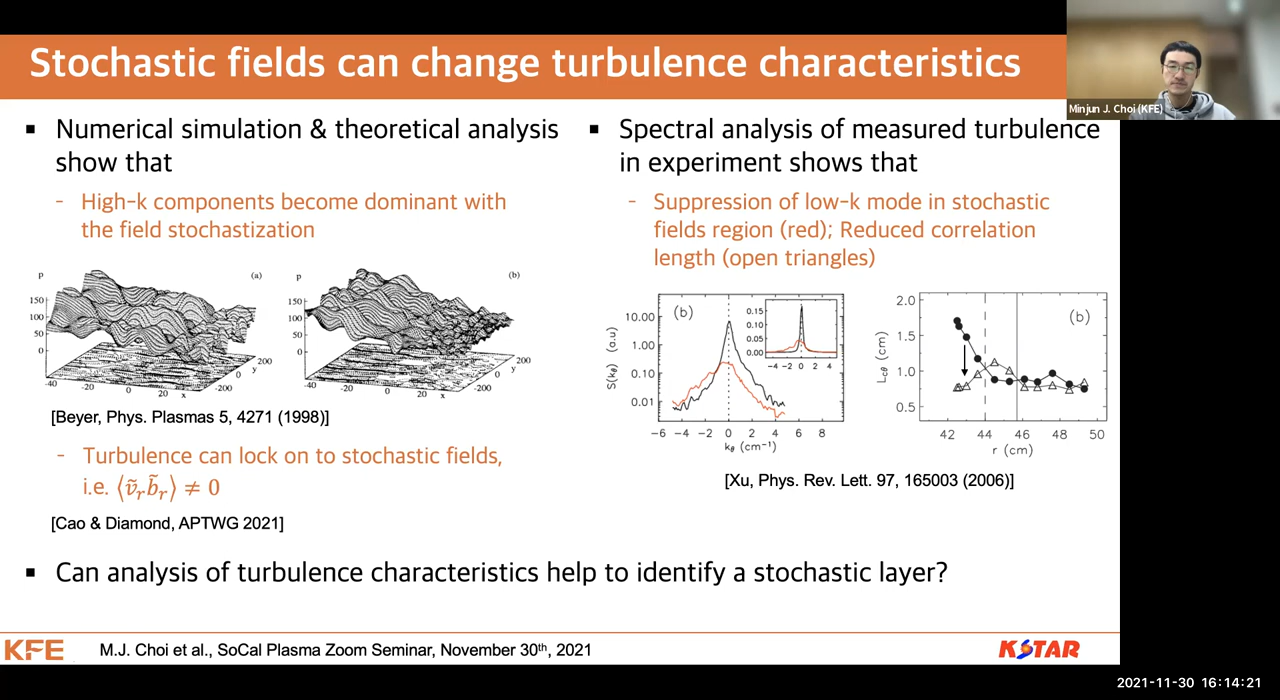 Stochastic fields can change turbulence characteristics
Minjun J. Choi (KFE)
▪ Numerical simulation & theoretical analysis
show that
- High-k components become dominant with
the field stochastization
p
(a)
150
100
50
0
-40
-20
0
20
x
-200
0
y
200
p
(b)
150
100
50
0
-40
-20
0
20
x
-200
0
y
200
[Beyer, Phys. Plasmas 5, 4271 (1998)]
- Turbulence can lock on to stochastic fields,
i.e. ⟨ṽᵣb̃ᵣ⟩ ≠ 0
[Cao & Diamond, APTWG 2021]
▪ Spectral analysis of measured turbulence
in experiment shows that
- Suppression of low-k mode in stochastic
fields region (red); Reduced correlation
length (open triangles)
(b)
S(kθ) (a.u)
10.00
1.00
0.10
0.01
0.15
0.10
0.05
0.00
-4 -2 0 2 4
-6 -4 -2 0 2 4 6 8
kθ (cm⁻¹)
(b)
L꜀θ (cm)
2.0
1.5
1.0
0.5
42 44 46 48 50
r (cm)
[Xu, Phys. Rev. Lett. 97, 165003 (2006)]
▪ Can analysis of turbulence characteristics help to identify a stochastic layer?
KFE
M.J. Choi et al., SoCal Plasma Zoom Seminar, November 30th, 2021
KSTAR
2021-11-30 16:14:21